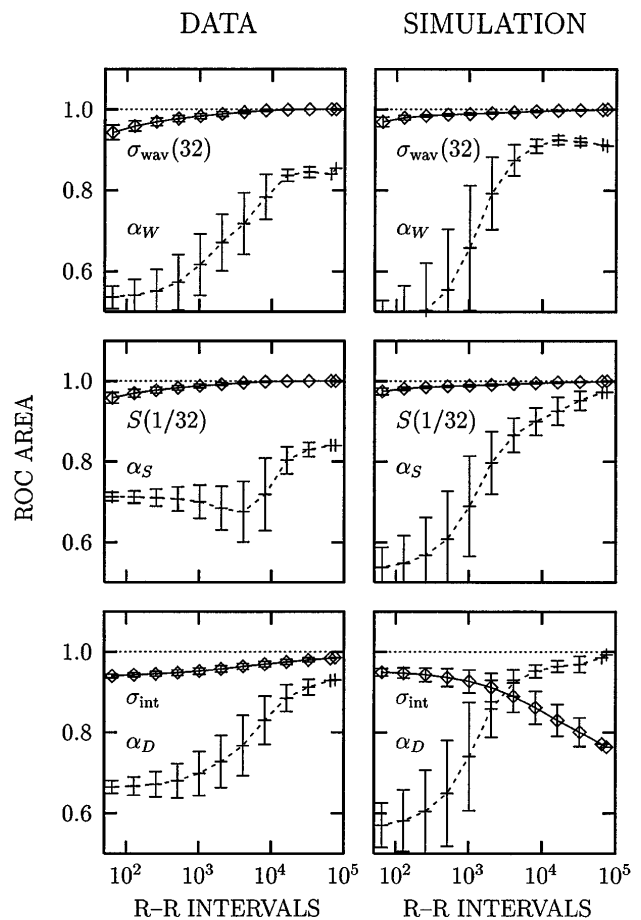 DATA SIMULATION
1.0
σwav(32) σwav(32)
0.8
αW αW
0.6
1.0
S(1/32) S(1/32)
0.8
αS αS
0.6
ROC AREA
1.0
σint σint
αD αD
0.8
0.6
10² 10³ 10⁴ 10⁵ 10² 10³ 10⁴ 10⁵
R–R INTERVALS R–R INTERVALS